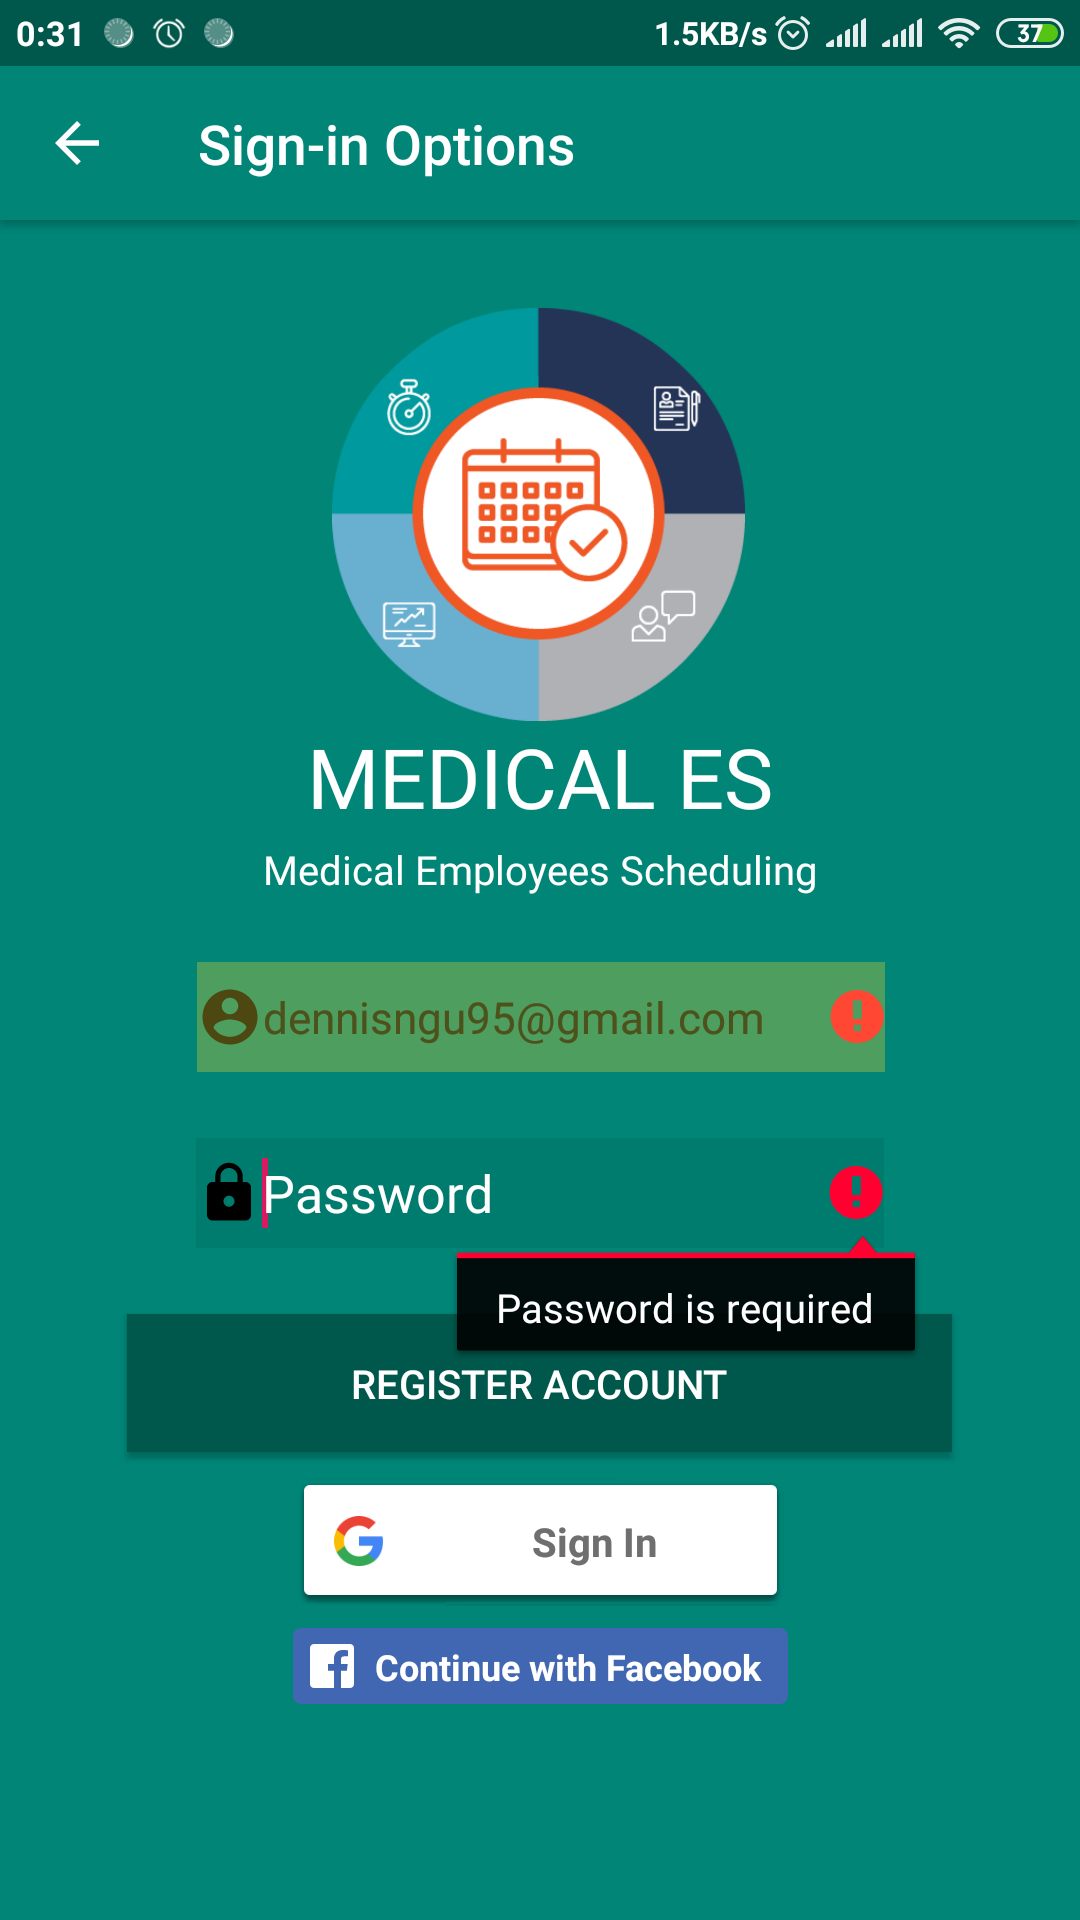 0:31 1.5KB/s 37
Sign-in Options
MEDICAL ES
Medical Employees Scheduling
dennisngu95@gmail.com
Password
Password is required
REGISTER ACCOUNT
Sign In
Continue with Facebook